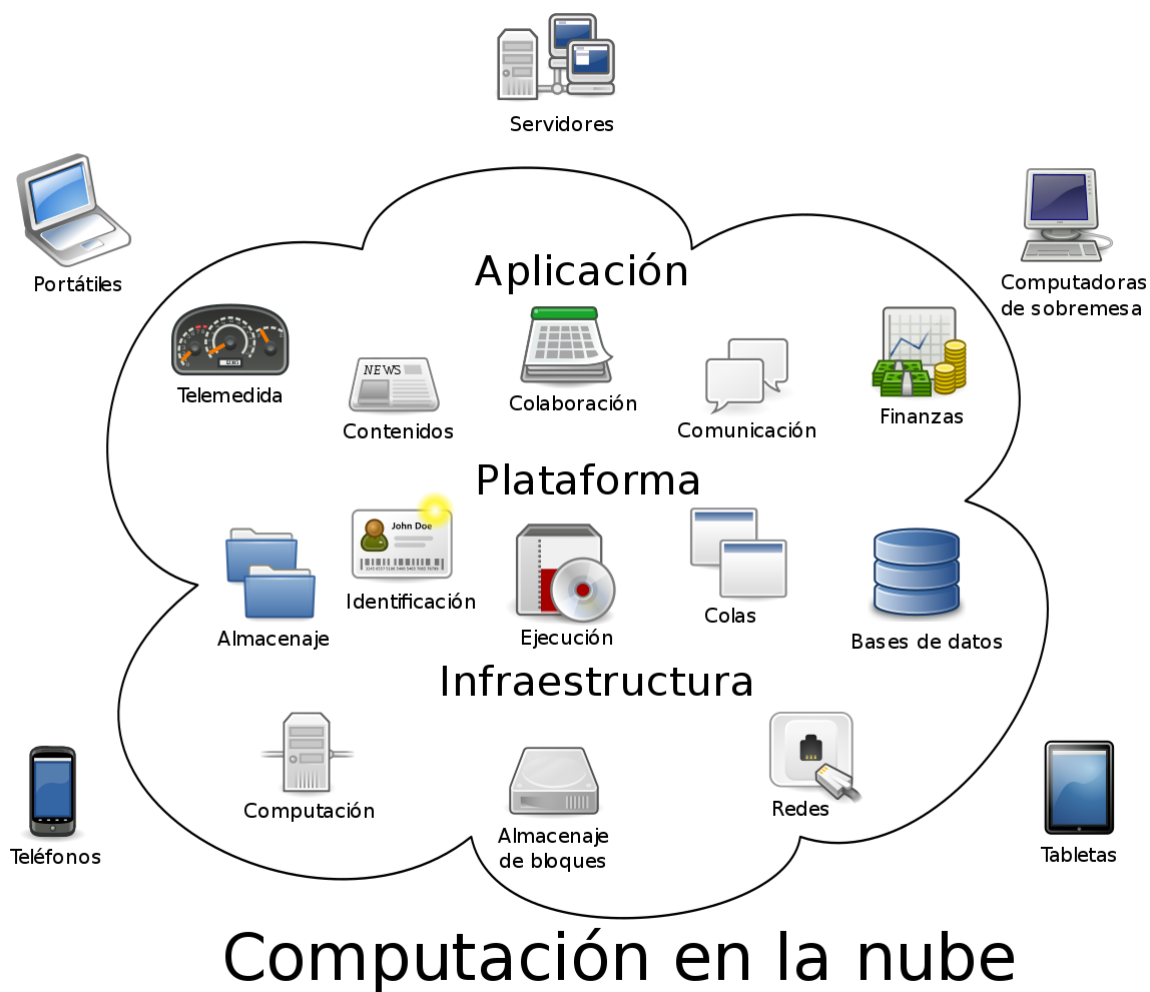 Servidores
Portátiles
Computadoras
de sobremesa
Aplicación
Telemedida
NEWS
Contenidos
Colaboración
Comunicación
Finanzas
Plataforma
John Doe
Almacenaje
Identificación
Ejecución
Colas
Bases de datos
Infraestructura
Computación
Almacenaje
de bloques
Redes
Teléfonos
Tabletas
Computación en la nube